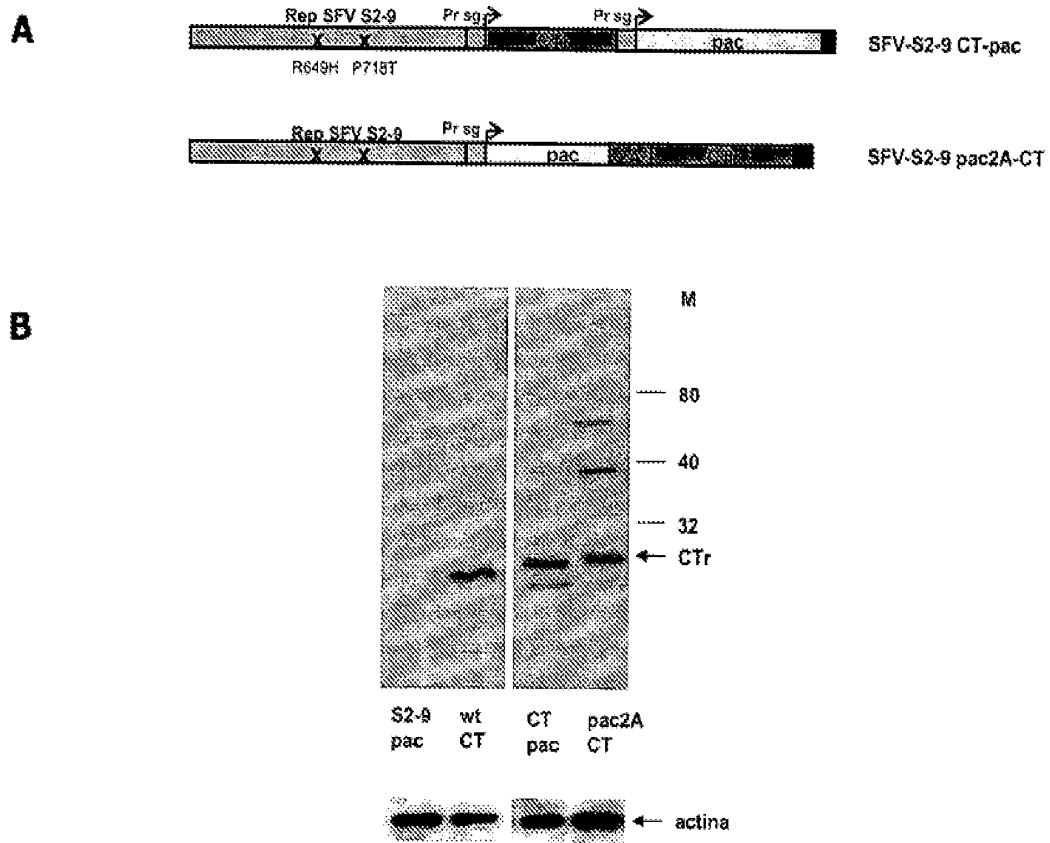 A
Rep SFV S2-9 Pr sg Pr sg
pac SFV-S2-9 CT-pac
R649H P718T
Rep SFV S2-9 Pr sg
pac SFV-S2-9 pac2A-CT
B
M
80
40
32
CTr
S2-9 wt CT pac2A
pac CT pac CT
actina